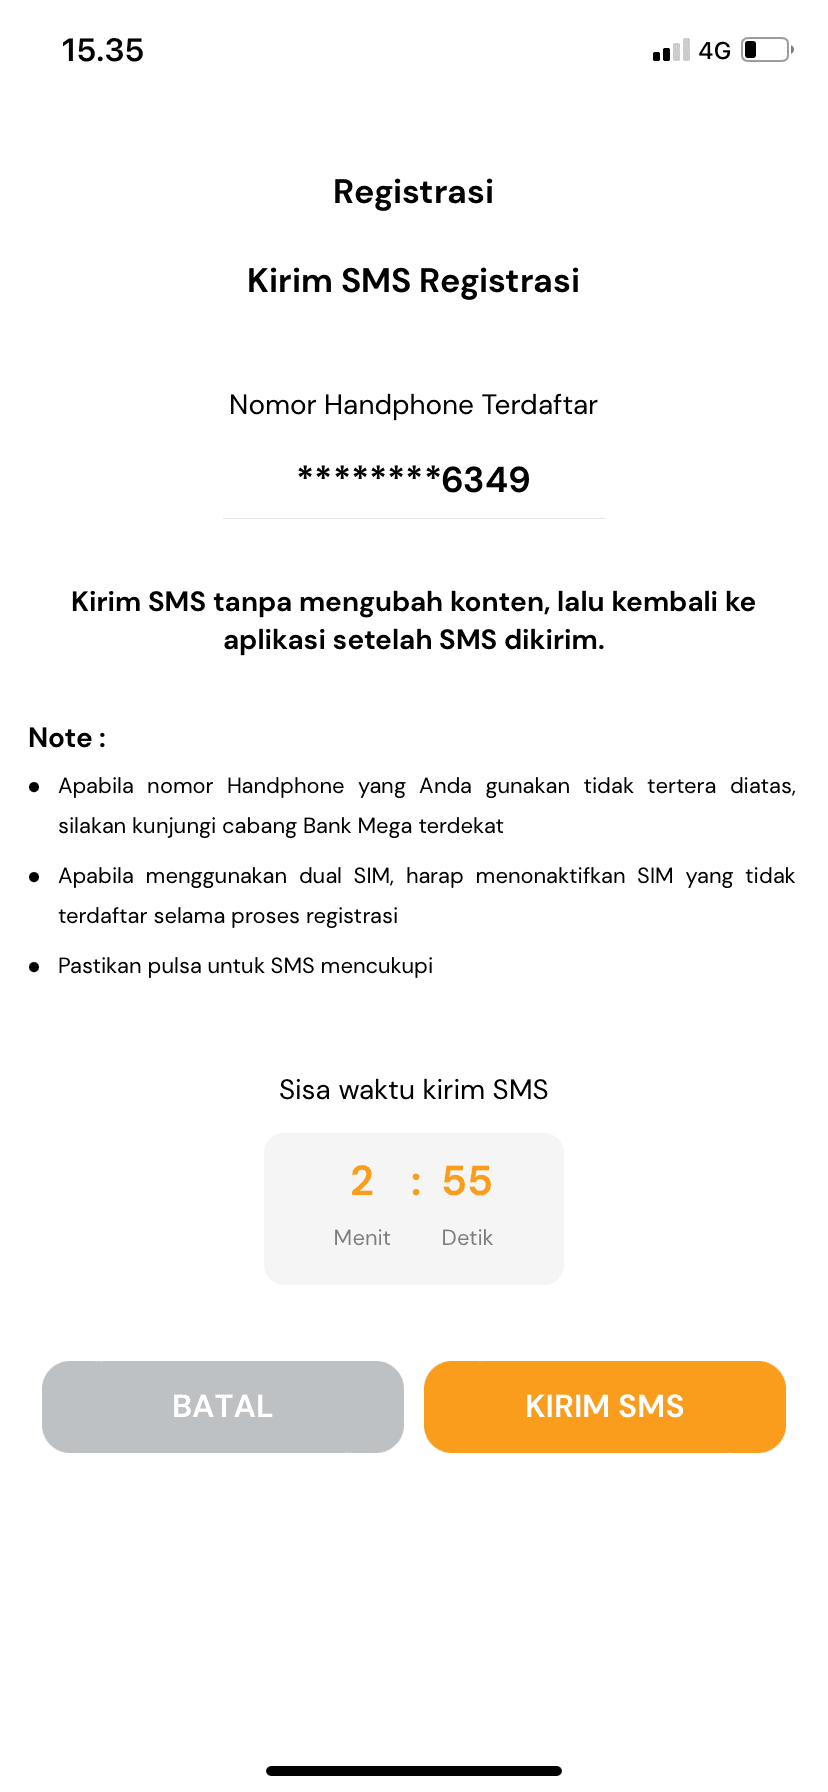 15.35
4G
Registrasi
Kirim SMS Registrasi
Nomor Handphone Terdaftar
********6349
Kirim SMS tanpa mengubah konten, lalu kembali ke
aplikasi setelah SMS dikirim.
Note :
● Apabila nomor Handphone yang Anda gunakan tidak tertera diatas,
silakan kunjungi cabang Bank Mega terdekat
● Apabila menggunakan dual SIM, harap menonaktifkan SIM yang tidak
terdaftar selama proses registrasi
● Pastikan pulsa untuk SMS mencukupi
Sisa waktu kirim SMS
2 : 55
Menit Detik
BATAL
KIRIM SMS